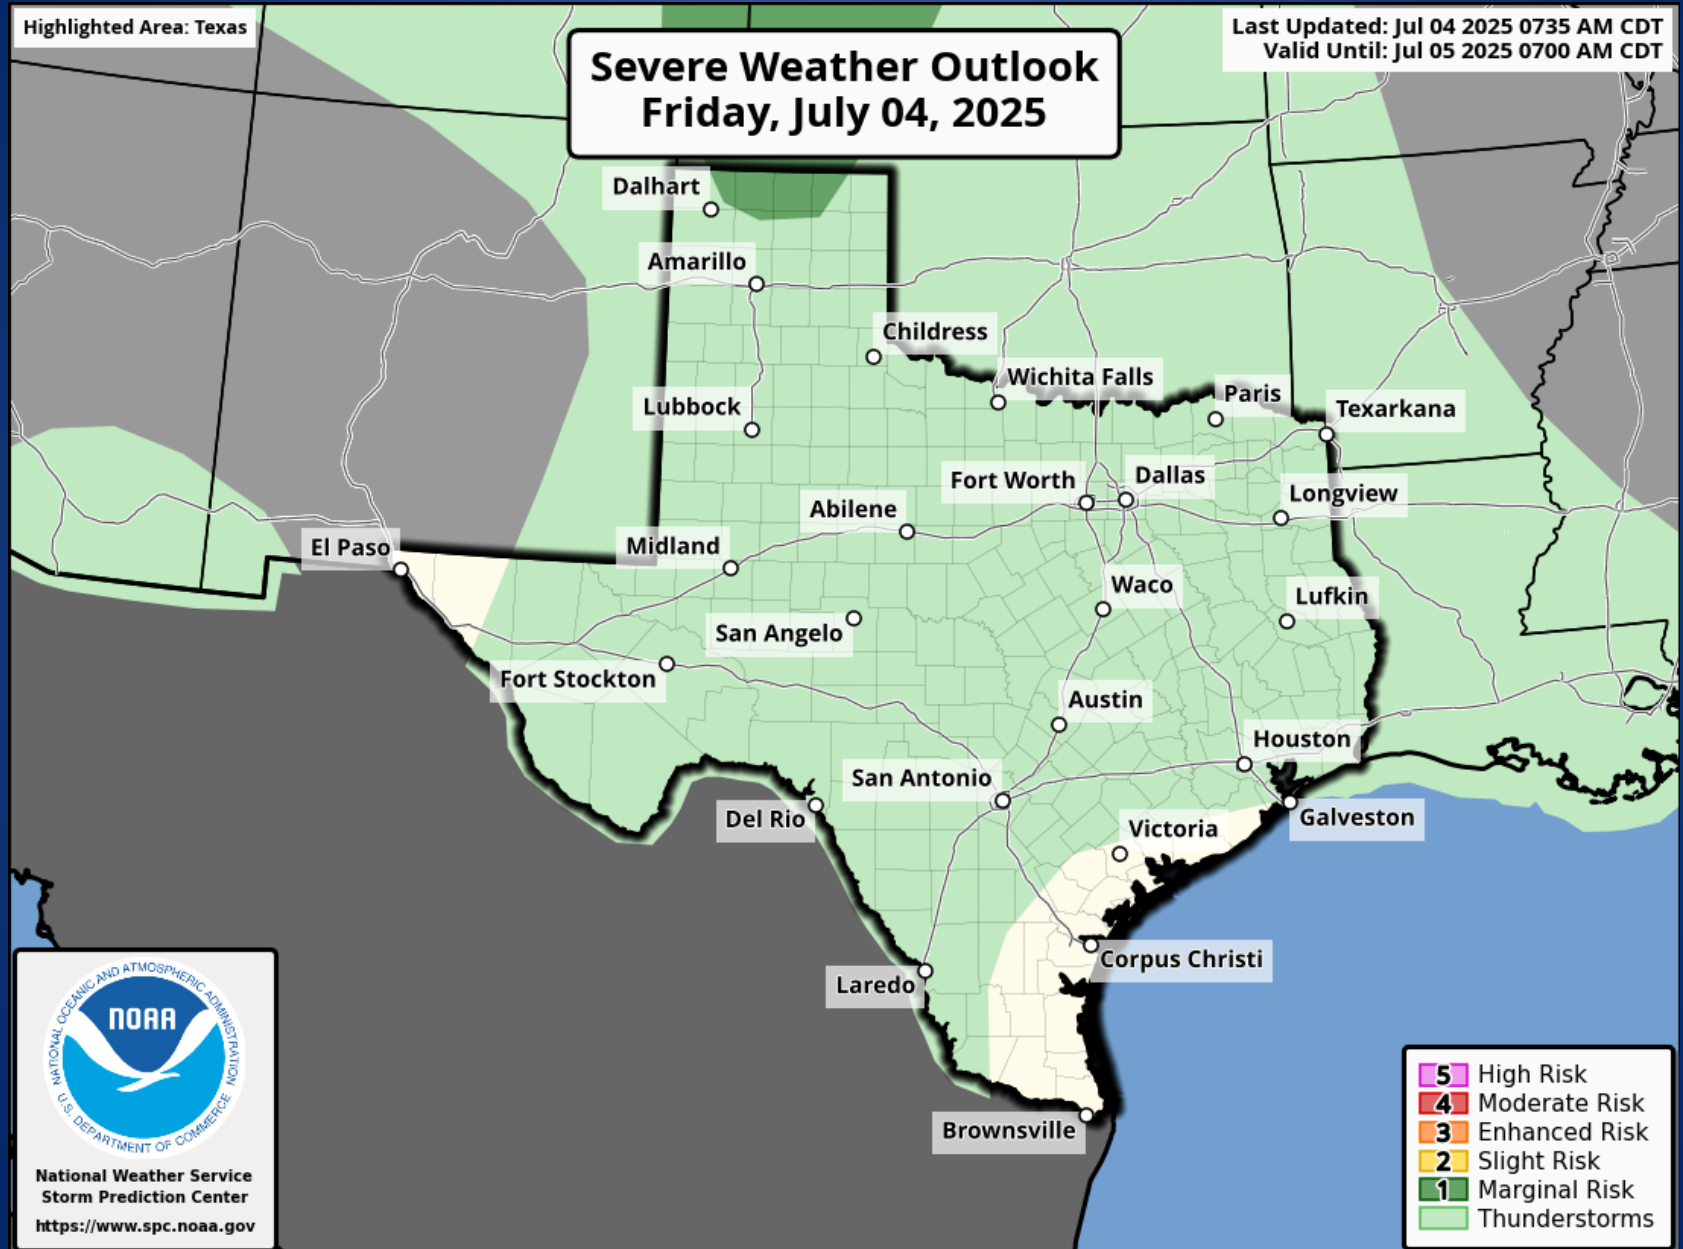 Highlighted Area: Texas
Severe Weather Outlook
Friday, July 04, 2025
Last Updated: Jul 04 2025 0735 AM CDT
Valid Until: Jul 05 2025 0700 AM CDT
Dalhart
Amarillo
Childress
Wichita Falls
Paris
Texarkana
Lubbock
Fort Worth
Dallas
Longview
Abilene
El Paso
Midland
Waco
Lufkin
San Angelo
Fort Stockton
Austin
Houston
San Antonio
Del Rio
Galveston
Victoria
Corpus Christi
Laredo
Brownsville
NATIONAL OCEANIC AND ATMOSPHERIC ADMINISTRATION
NOAA
U.S. DEPARTMENT OF COMMERCE
National Weather Service
Storm Prediction Center
https://www.spc.noaa.gov
5 High Risk
4 Moderate Risk
3 Enhanced Risk
2 Slight Risk
1 Marginal Risk
Thunderstorms